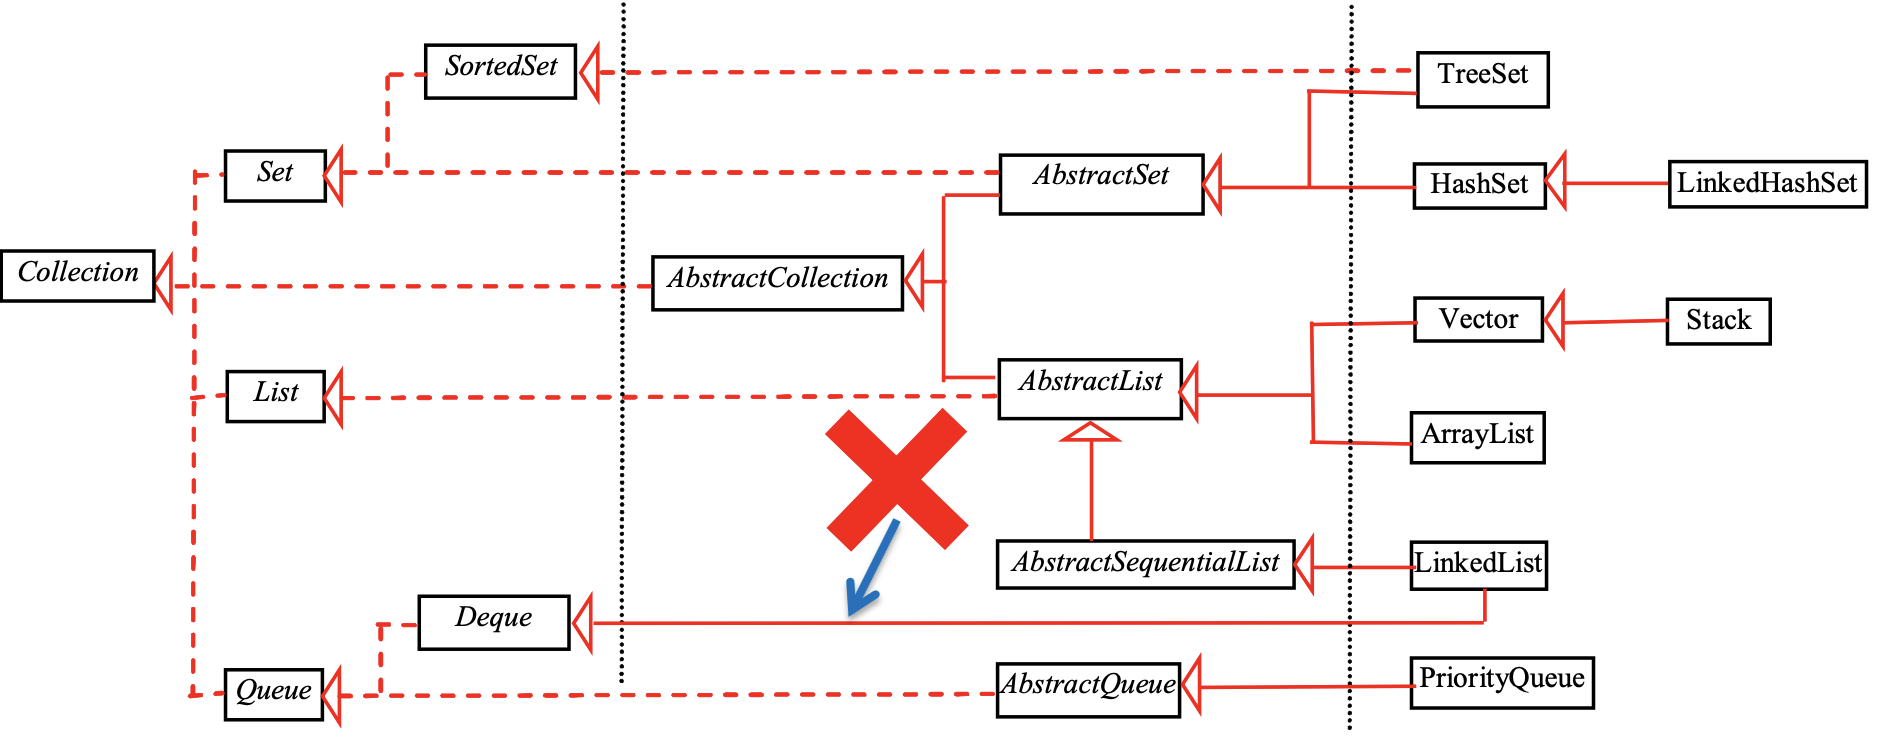 SortedSet
TreeSet
Set
AbstractSet
HashSet
LinkedHashSet
Collection
AbstractCollection
Vector
Stack
List
AbstractList
ArrayList
AbstractSequentialList
LinkedList
Deque
Queue
AbstractQueue
PriorityQueue